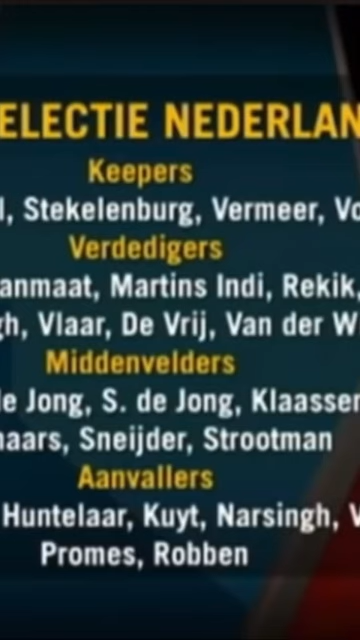 ELECTIE NEDERLAN
Keepers
l, Stekelenburg, Vermeer, Vo
Verdedigers
anmaat, Martins Indi, Rekik,
gh, Vlaar, De Vrij, Van der W
Middenvelders
de Jong, S. de Jong, Klaassen
naars, Sneijder, Strootman
Aanvallers
Huntelaar, Kuyt, Narsingh, V
Promes, Robben